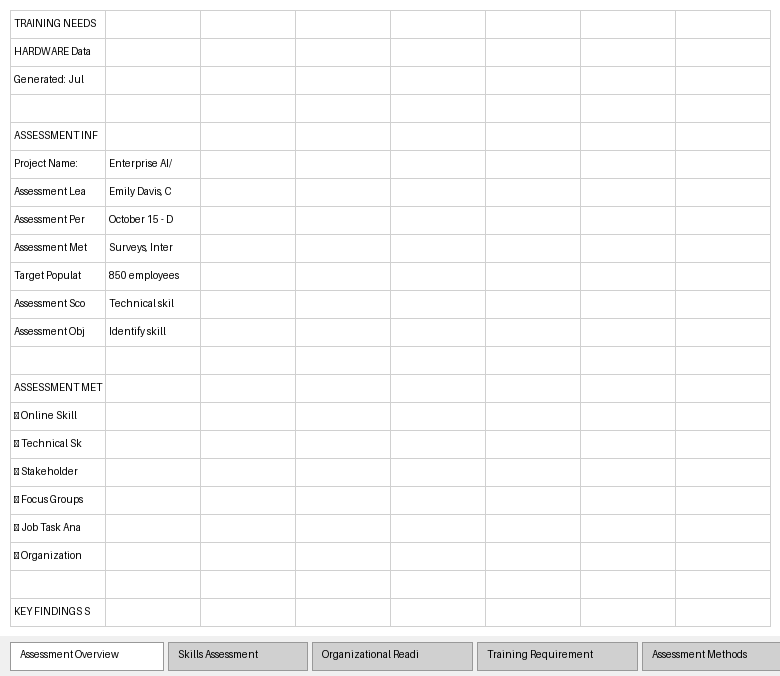 TRAINING NEEDS
HARDWARE Data
Generated: Jul
ASSESSMENT INF
Project Name: Enterprise AI/
Assessment Lea Emily Davis, C
Assessment Per October 15 - D
Assessment Met Surveys, Inter
Target Populat 850 employees
Assessment Sco Technical skil
Assessment Obj Identify skill
ASSESSMENT MET
Online Skill
Technical Sk
Stakeholder
Focus Groups
Job Task Ana
Organization
KEY FINDINGS S
Assessment Overview Skills Assessment Organizational Readi Training Requirement Assessment Methods